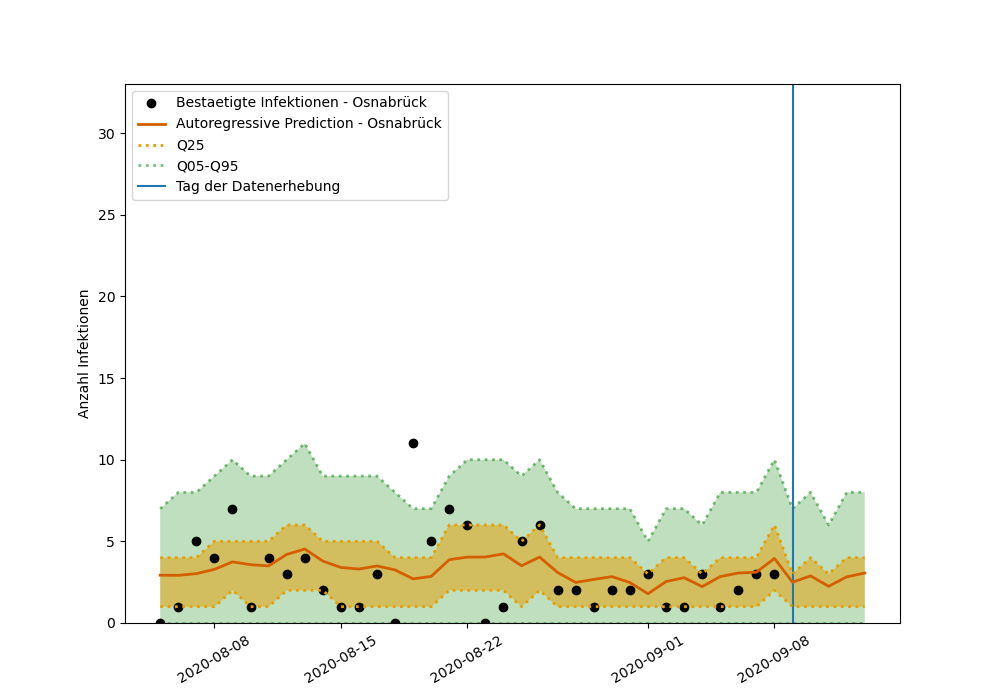 Bestaetigte Infektionen - Osnabrück
Autoregressive Prediction - Osnabrück
Q25
Q05-Q95
Tag der Datenerhebung
Anzahl Infektionen
30
25
20
15
10
5
0
2020-08-08
2020-08-15
2020-08-22
2020-09-01
2020-09-08